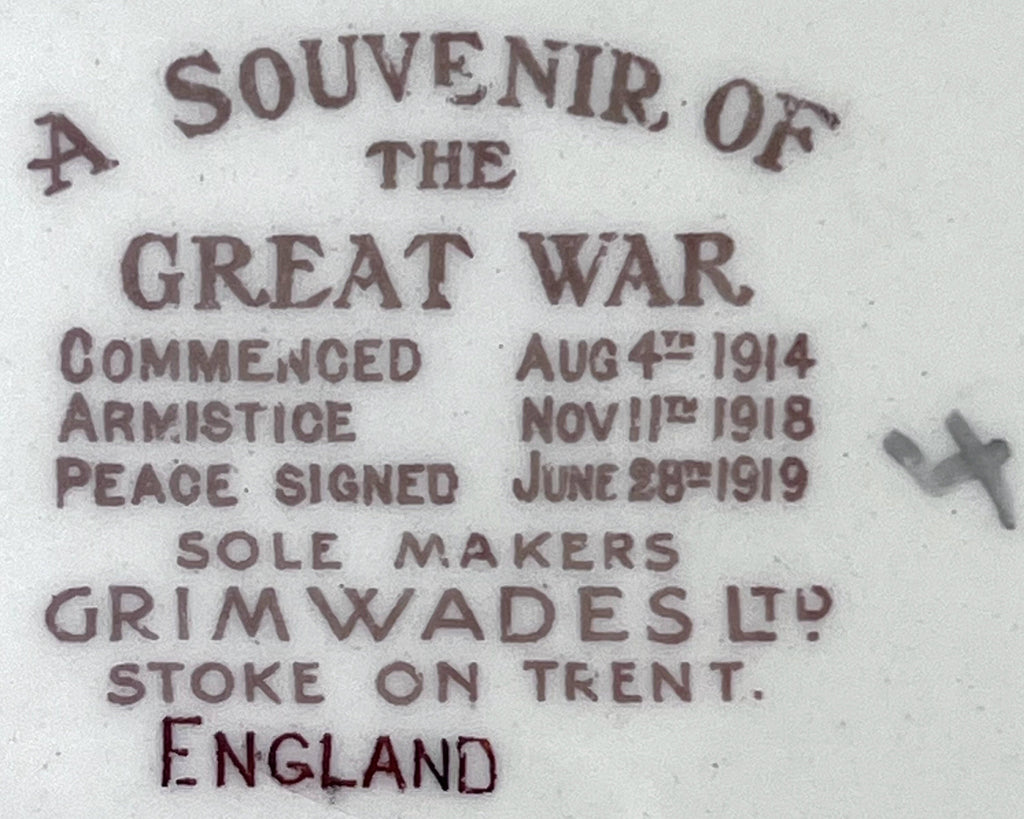 A SOUVENIR OF
THE
GREAT WAR
COMMENCED AUG 4TH 1914
ARMISTICE NOV 11TH 1918
PEACE SIGNED JUNE 28TH 1919
SOLE MAKERS
GRIMWADES LTD.
STOKE ON TRENT.
ENGLAND
4